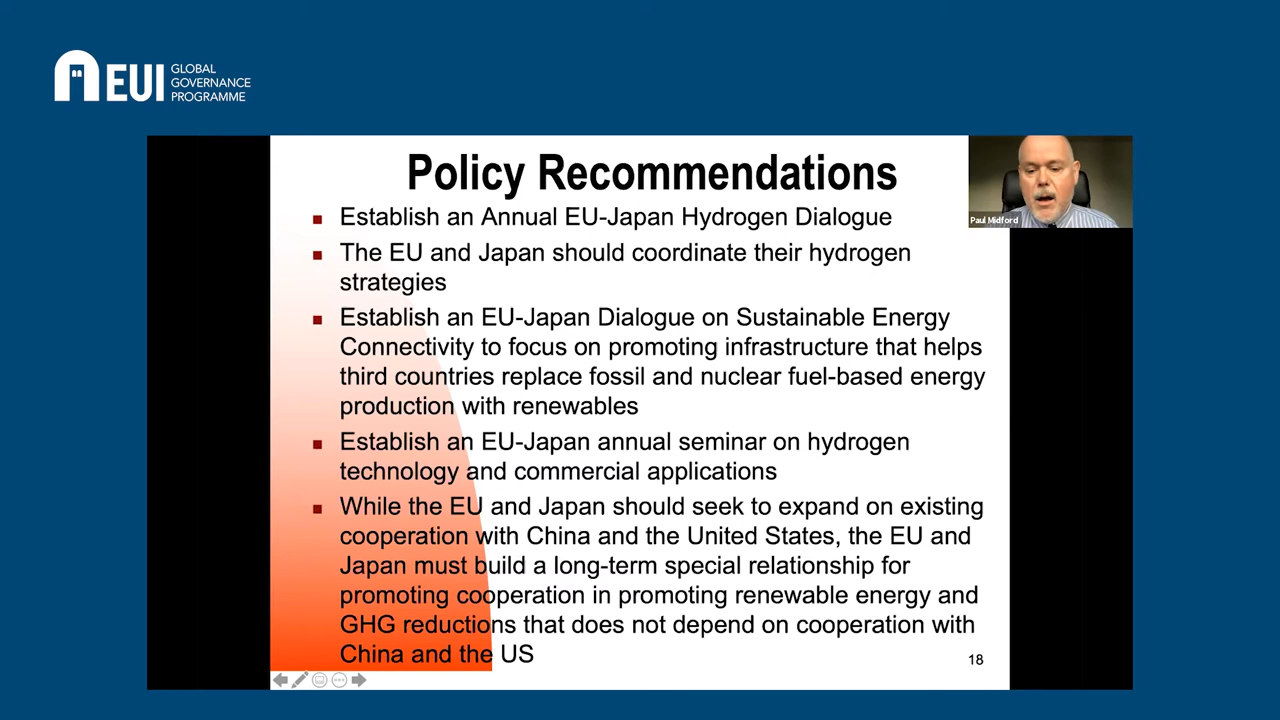 EUI
GLOBAL
GOVERNANCE
PROGRAMME
Policy Recommendations
Paul Midford
Establish an Annual EU-Japan Hydrogen Dialogue
The EU and Japan should coordinate their hydrogen
strategies
Establish an EU-Japan Dialogue on Sustainable Energy
Connectivity to focus on promoting infrastructure that helps
third countries replace fossil and nuclear fuel-based energy
production with renewables
Establish an EU-Japan annual seminar on hydrogen
technology and commercial applications
While the EU and Japan should seek to expand on existing
cooperation with China and the United States, the EU and
Japan must build a long-term special relationship for
promoting cooperation in promoting renewable energy and
GHG reductions that does not depend on cooperation with
China and the US
18